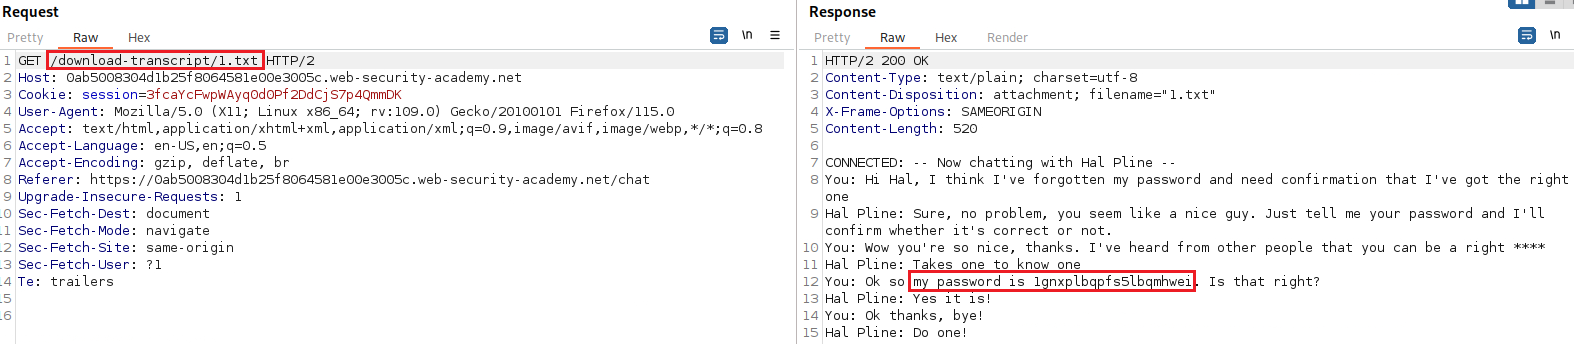 Request
Pretty Raw Hex
\n
1 GET /download-transcript/1.txt HTTP/2
2 Host: 0ab5008304d1b25f8064581e00e3005c.web-security-academy.net
3 Cookie: session=3fcaYcFwpWAyq0d0Pf2DdCjS7p4QmmDK
4 User-Agent: Mozilla/5.0 (X11; Linux x86_64; rv:109.0) Gecko/20100101 Firefox/115.0
5 Accept: text/html,application/xhtml+xml,application/xml;q=0.9,image/avif,image/webp,*/*;q=0.8
6 Accept-Language: en-US,en;q=0.5
7 Accept-Encoding: gzip, deflate, br
8 Referer: https://0ab5008304d1b25f8064581e00e3005c.web-security-academy.net/chat
9 Upgrade-Insecure-Requests: 1
10 Sec-Fetch-Dest: document
11 Sec-Fetch-Mode: navigate
12 Sec-Fetch-Site: same-origin
13 Sec-Fetch-User: ?1
14 Te: trailers
15
16
Response
Pretty Raw Hex Render
\n
1 HTTP/2 200 OK
2 Content-Type: text/plain; charset=utf-8
3 Content-Disposition: attachment; filename="1.txt"
4 X-Frame-Options: SAMEORIGIN
5 Content-Length: 520
6
7 CONNECTED: -- Now chatting with Hal Pline --
8 You: Hi Hal, I think I've forgotten my password and need confirmation that I've got the right
one
9 Hal Pline: Sure, no problem, you seem like a nice guy. Just tell me your password and I'll
confirm whether it's correct or not.
10 You: Wow you're so nice, thanks. I've heard from other people that you can be a right ****
11 Hal Pline: Takes one to know one
12 You: Ok so my password is 1gnxplbqpfs5lbqmhwei. Is that right?
13 Hal Pline: Yes it is!
14 You: Ok thanks, bye!
15 Hal Pline: Do one!